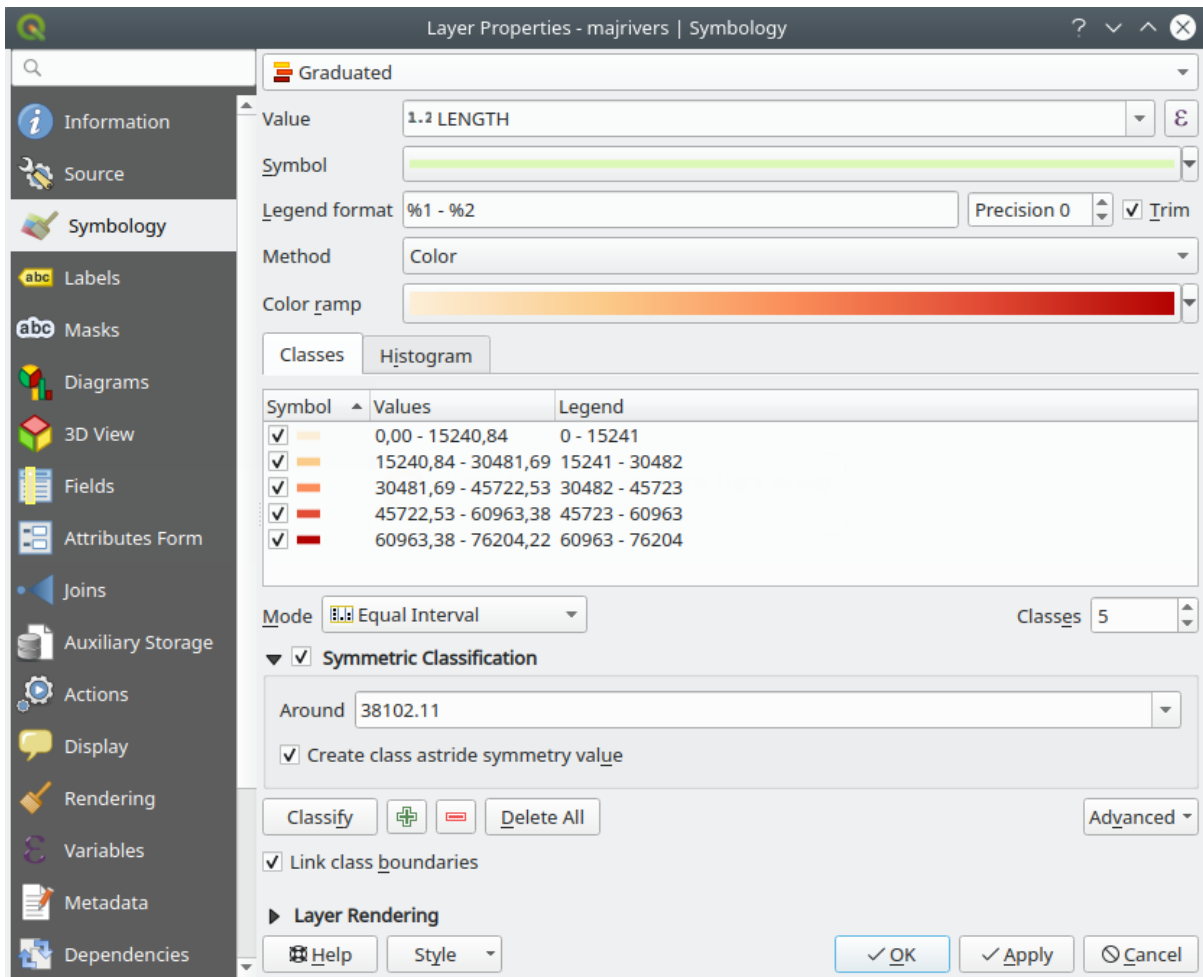 Layer Properties - majrivers | Symbology
Graduated
Information
Source
Symbology
Labels
Masks
Diagrams
3D View
Fields
Attributes Form
Joins
Auxiliary Storage
Actions
Display
Rendering
Variables
Metadata
Dependencies
Value 1.2 LENGTH ε
Symbol
Legend format %1 - %2 Precision 0 Trim
Method Color
Color ramp
Classes Histogram
Symbol Values Legend
0,00 - 15240,84 0 - 15241
15240,84 - 30481,69 15241 - 30482
30481,69 - 45722,53 30482 - 45723
45722,53 - 60963,38 45723 - 60963
60963,38 - 76204,22 60963 - 76204
Mode Equal Interval Classes 5
Symmetric Classification
Around 38102.11
Create class astride symmetry value
Classify Delete All Advanced
Link class boundaries
Layer Rendering
Help Style OK Apply Cancel